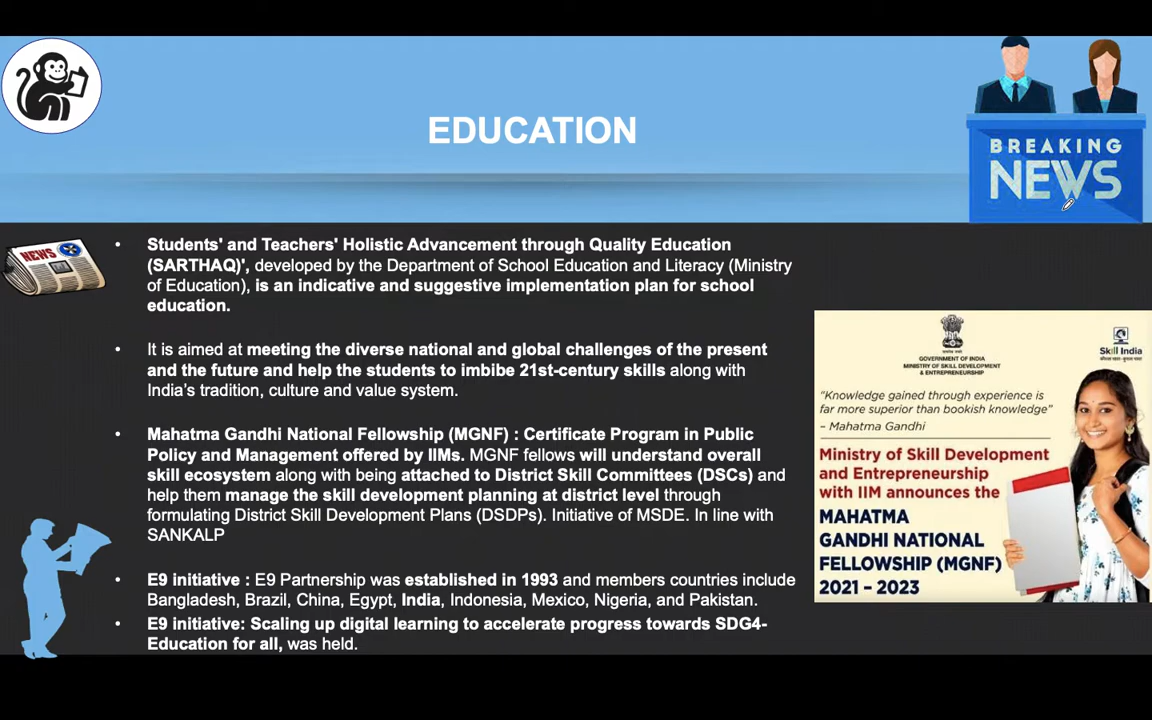 EDUCATION
BREAKING
NEWS
NEWS
• Students' and Teachers' Holistic Advancement through Quality Education
(SARTHAQ)', developed by the Department of School Education and Literacy (Ministry
of Education), is an indicative and suggestive implementation plan for school
education.
• It is aimed at meeting the diverse national and global challenges of the present
and the future and help the students to imbibe 21st-century skills along with
India's tradition, culture and value system.
• Mahatma Gandhi National Fellowship (MGNF) : Certificate Program in Public
Policy and Management offered by IIMs. MGNF fellows will understand overall
skill ecosystem along with being attached to District Skill Committees (DSCs) and
help them manage the skill development planning at district level through
formulating District Skill Development Plans (DSDPs). Initiative of MSDE. In line with
SANKALP
• E9 initiative : E9 Partnership was established in 1993 and members countries include
Bangladesh, Brazil, China, Egypt, India, Indonesia, Mexico, Nigeria, and Pakistan.
• E9 initiative: Scaling up digital learning to accelerate progress towards SDG4-
Education for all, was held.
GOVERNMENT OF INDIA
MINISTRY OF SKILL DEVELOPMENT
& ENTREPRENEURSHIP
Skill India
"Knowledge gained through experience is
far more superior than bookish knowledge"
– Mahatma Gandhi
Ministry of Skill Development
and Entrepreneurship
with IIM announces the
MAHATMA
GANDHI NATIONAL
FELLOWSHIP (MGNF)
2021 – 2023